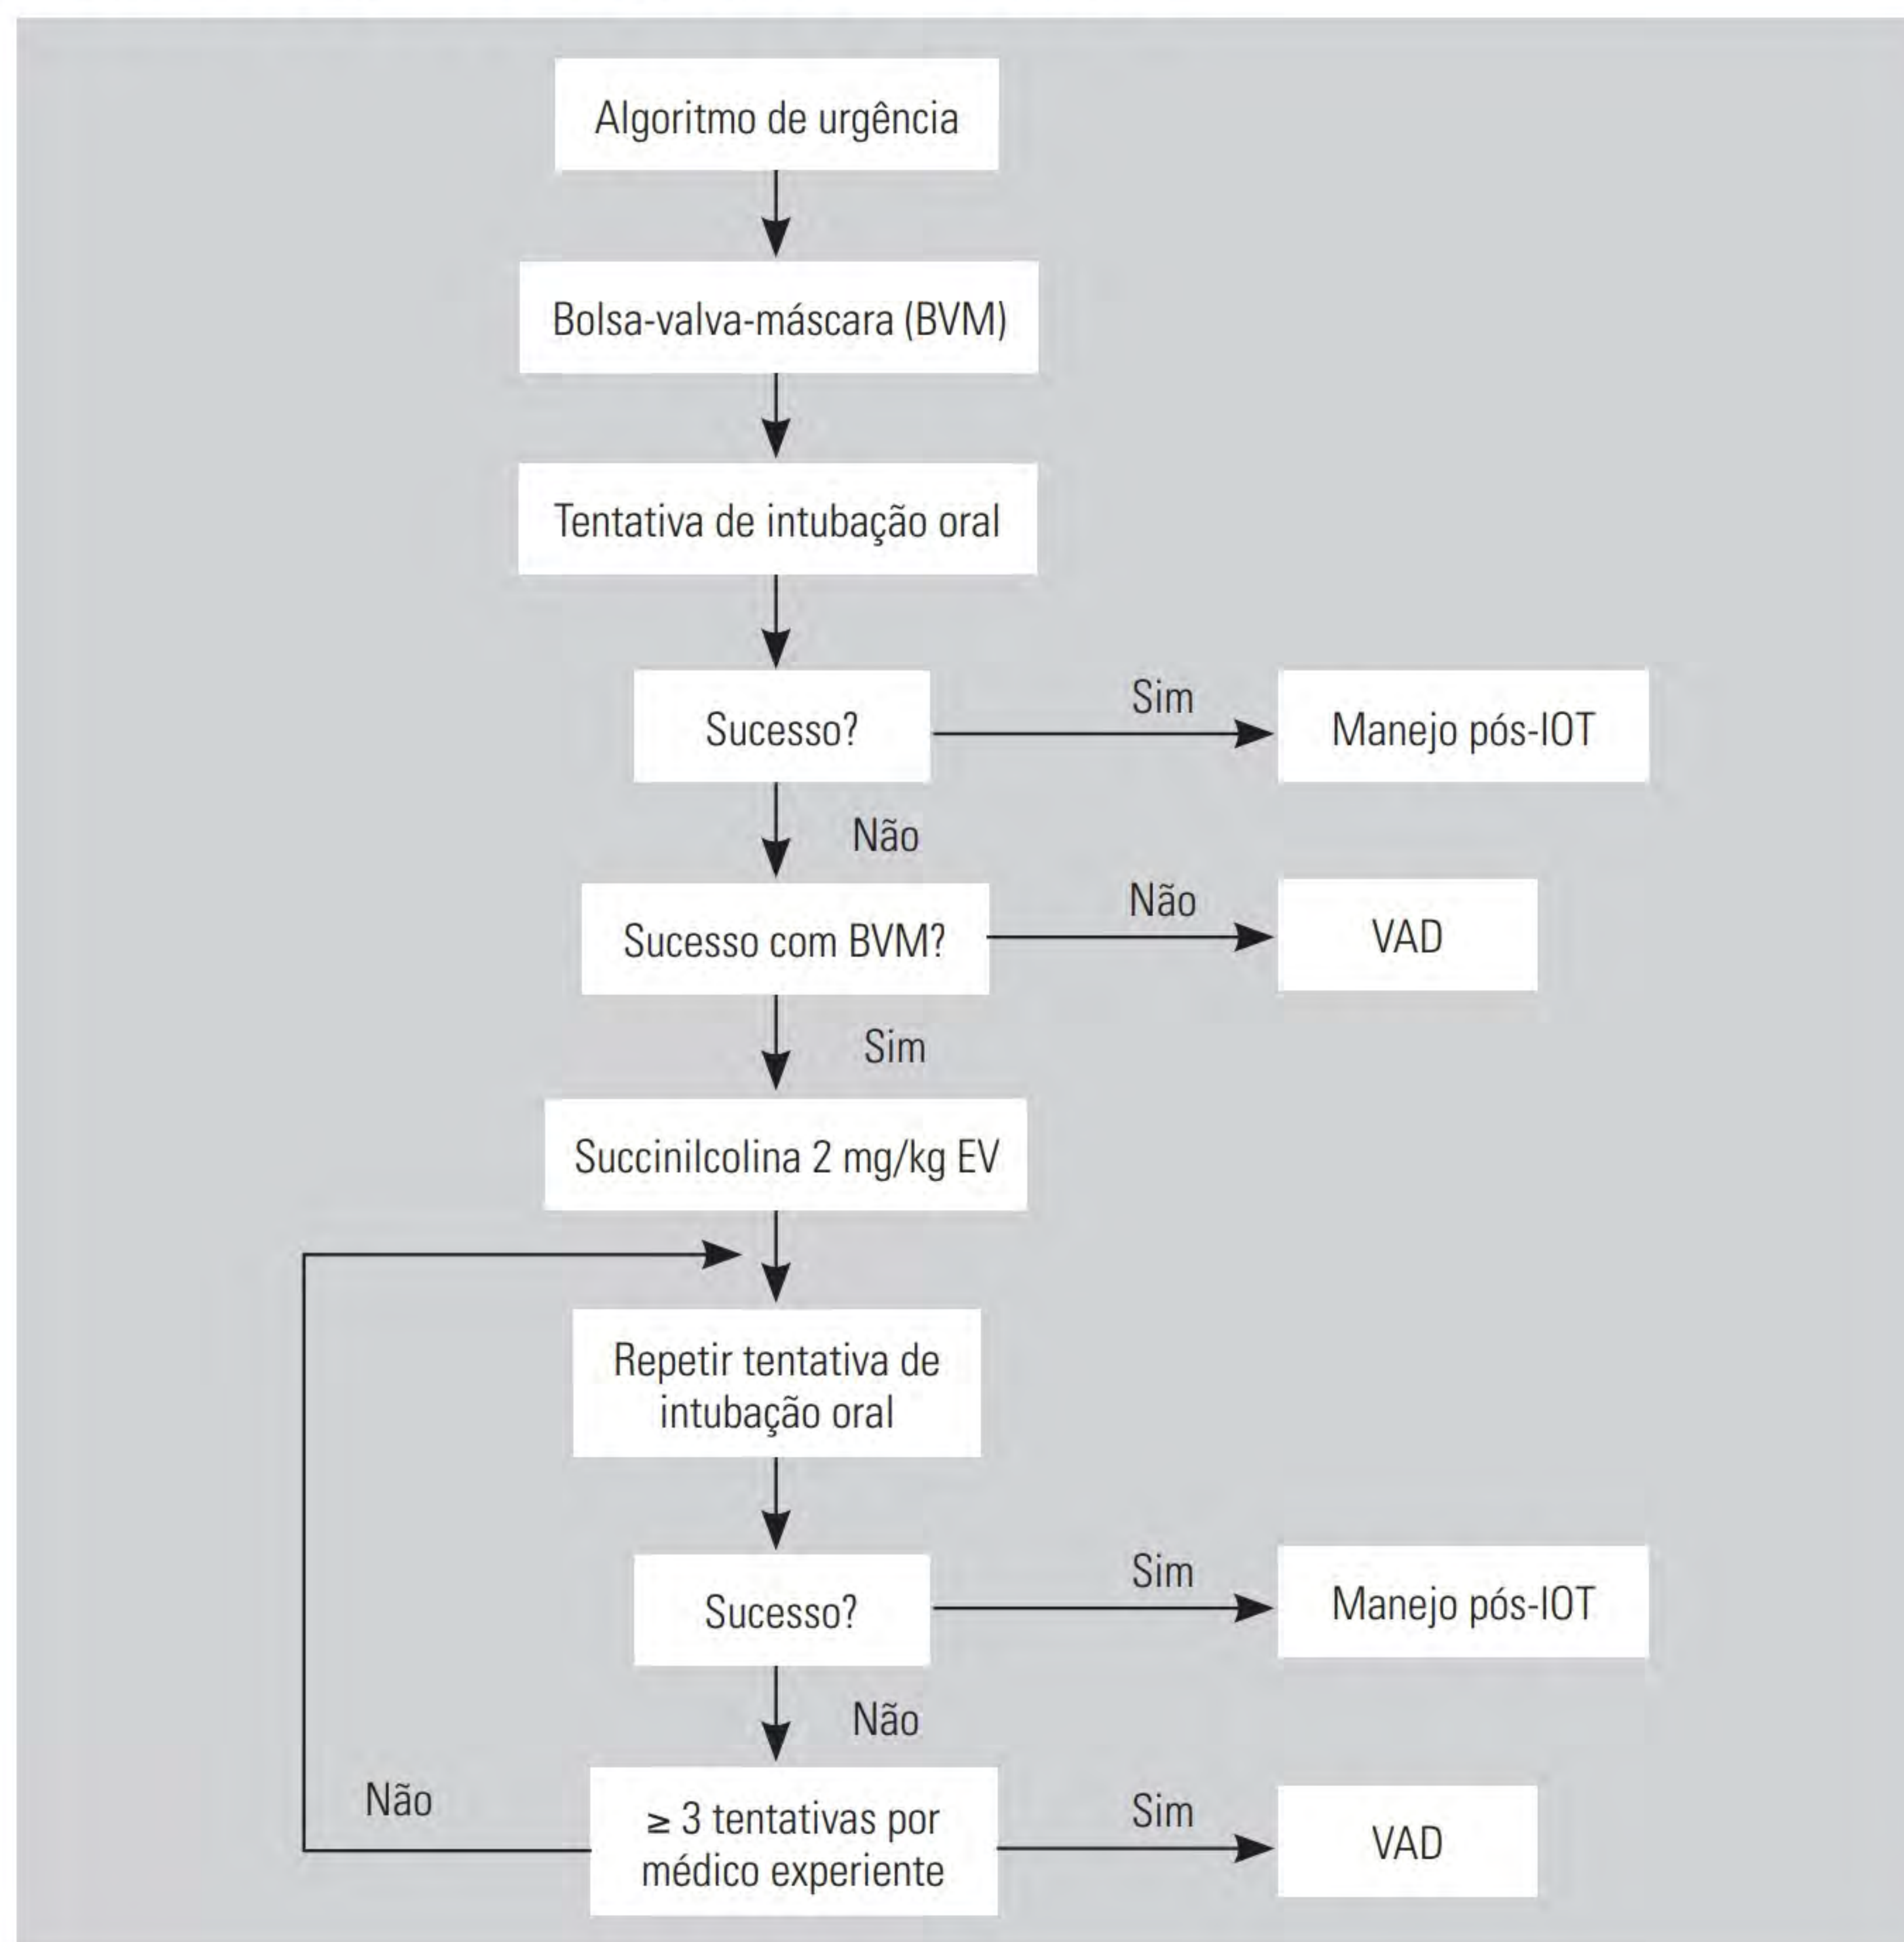 Algoritmo de urgência
Bolsa-valva-máscara (BVM)
Tentativa de intubação oral
Sucesso?
Sim
Manejo pós-IOT
Não
Sucesso com BVM?
Não
VAD
Sim
Succinilcolina 2 mg/kg EV
Repetir tentativa de
intubação oral
Sucesso?
Sim
Manejo pós-IOT
Não
Não
≥ 3 tentativas por
médico experiente
Sim
VAD